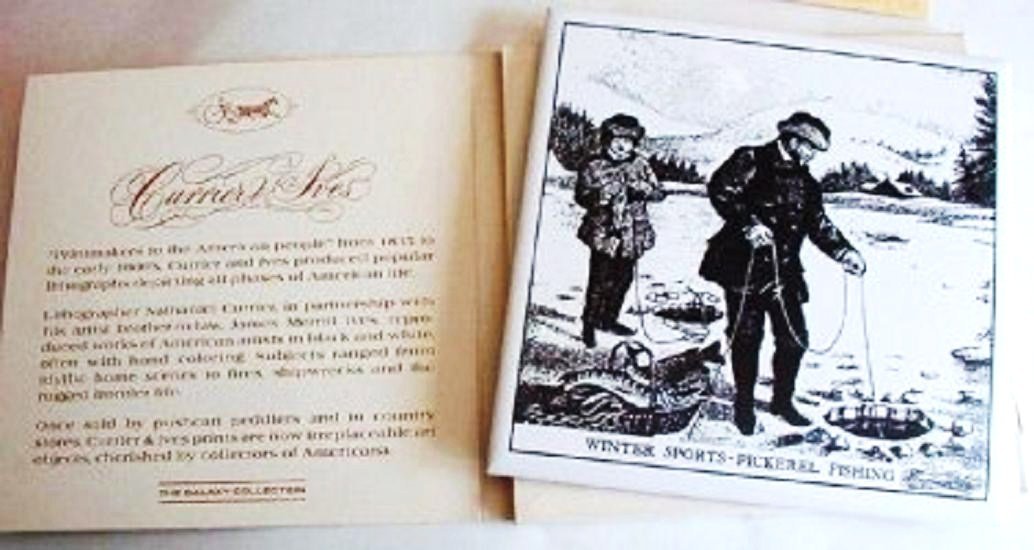 Currier & Ives
"Printmakers to the American people" from 1835 to
the early 1900s, Currier and Ives produced popular
lithographs depicting all phases of American life.
Lithographer Nathaniel Currier, in partnership with
his artist brother-in-law, James Merritt Ives, repro-
duced works of American artists in black and white,
often with hand coloring. Subjects ranged from
idyllic home scenes to fires, shipwrecks and the
rugged frontier life.
Once sold by pushcart peddlers and in country
stores, Currier & Ives prints are now irreplaceable art
objects, cherished by collectors of Americana.
THE GALAXY COLLECTION
WINTER SPORTS-PICKEREL FISHING